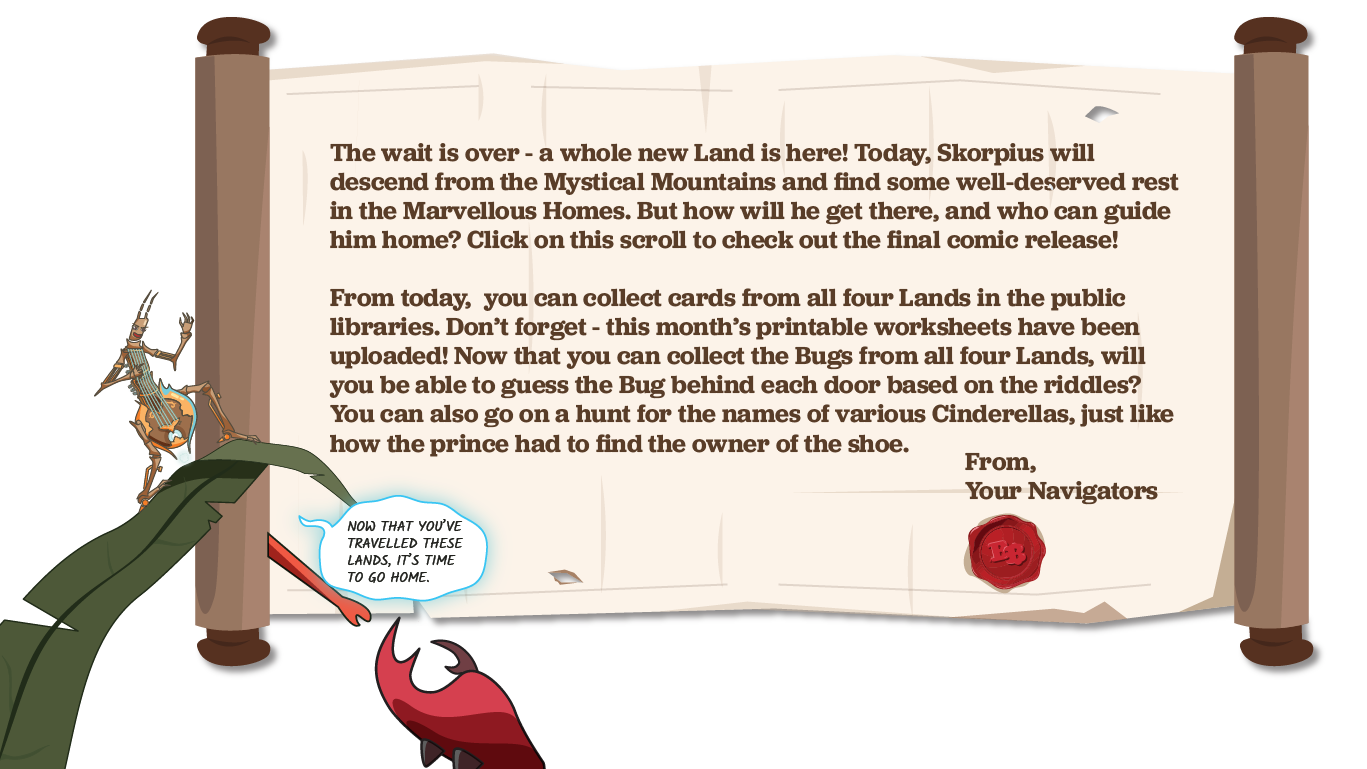 The wait is over - a whole new Land is here! Today, Skorpius will
descend from the Mystical Mountains and find some well-deserved rest
in the Marvellous Homes. But how will he get there, and who can guide
him home? Click on this scroll to check out the final comic release!
From today,  you can collect cards from all four Lands in the public
libraries. Don’t forget - this month’s printable worksheets have been
uploaded! Now that you can collect the Bugs from all four Lands, will
you be able to guess the Bug behind each door based on the riddles?
You can also go on a hunt for the names of various Cinderellas, just like
how the prince had to find the owner of the shoe.
From,
Your Navigators
NOW THAT YOU’VE
TRAVELLED THESE
LANDS, IT’S TIME
TO GO HOME.
BB